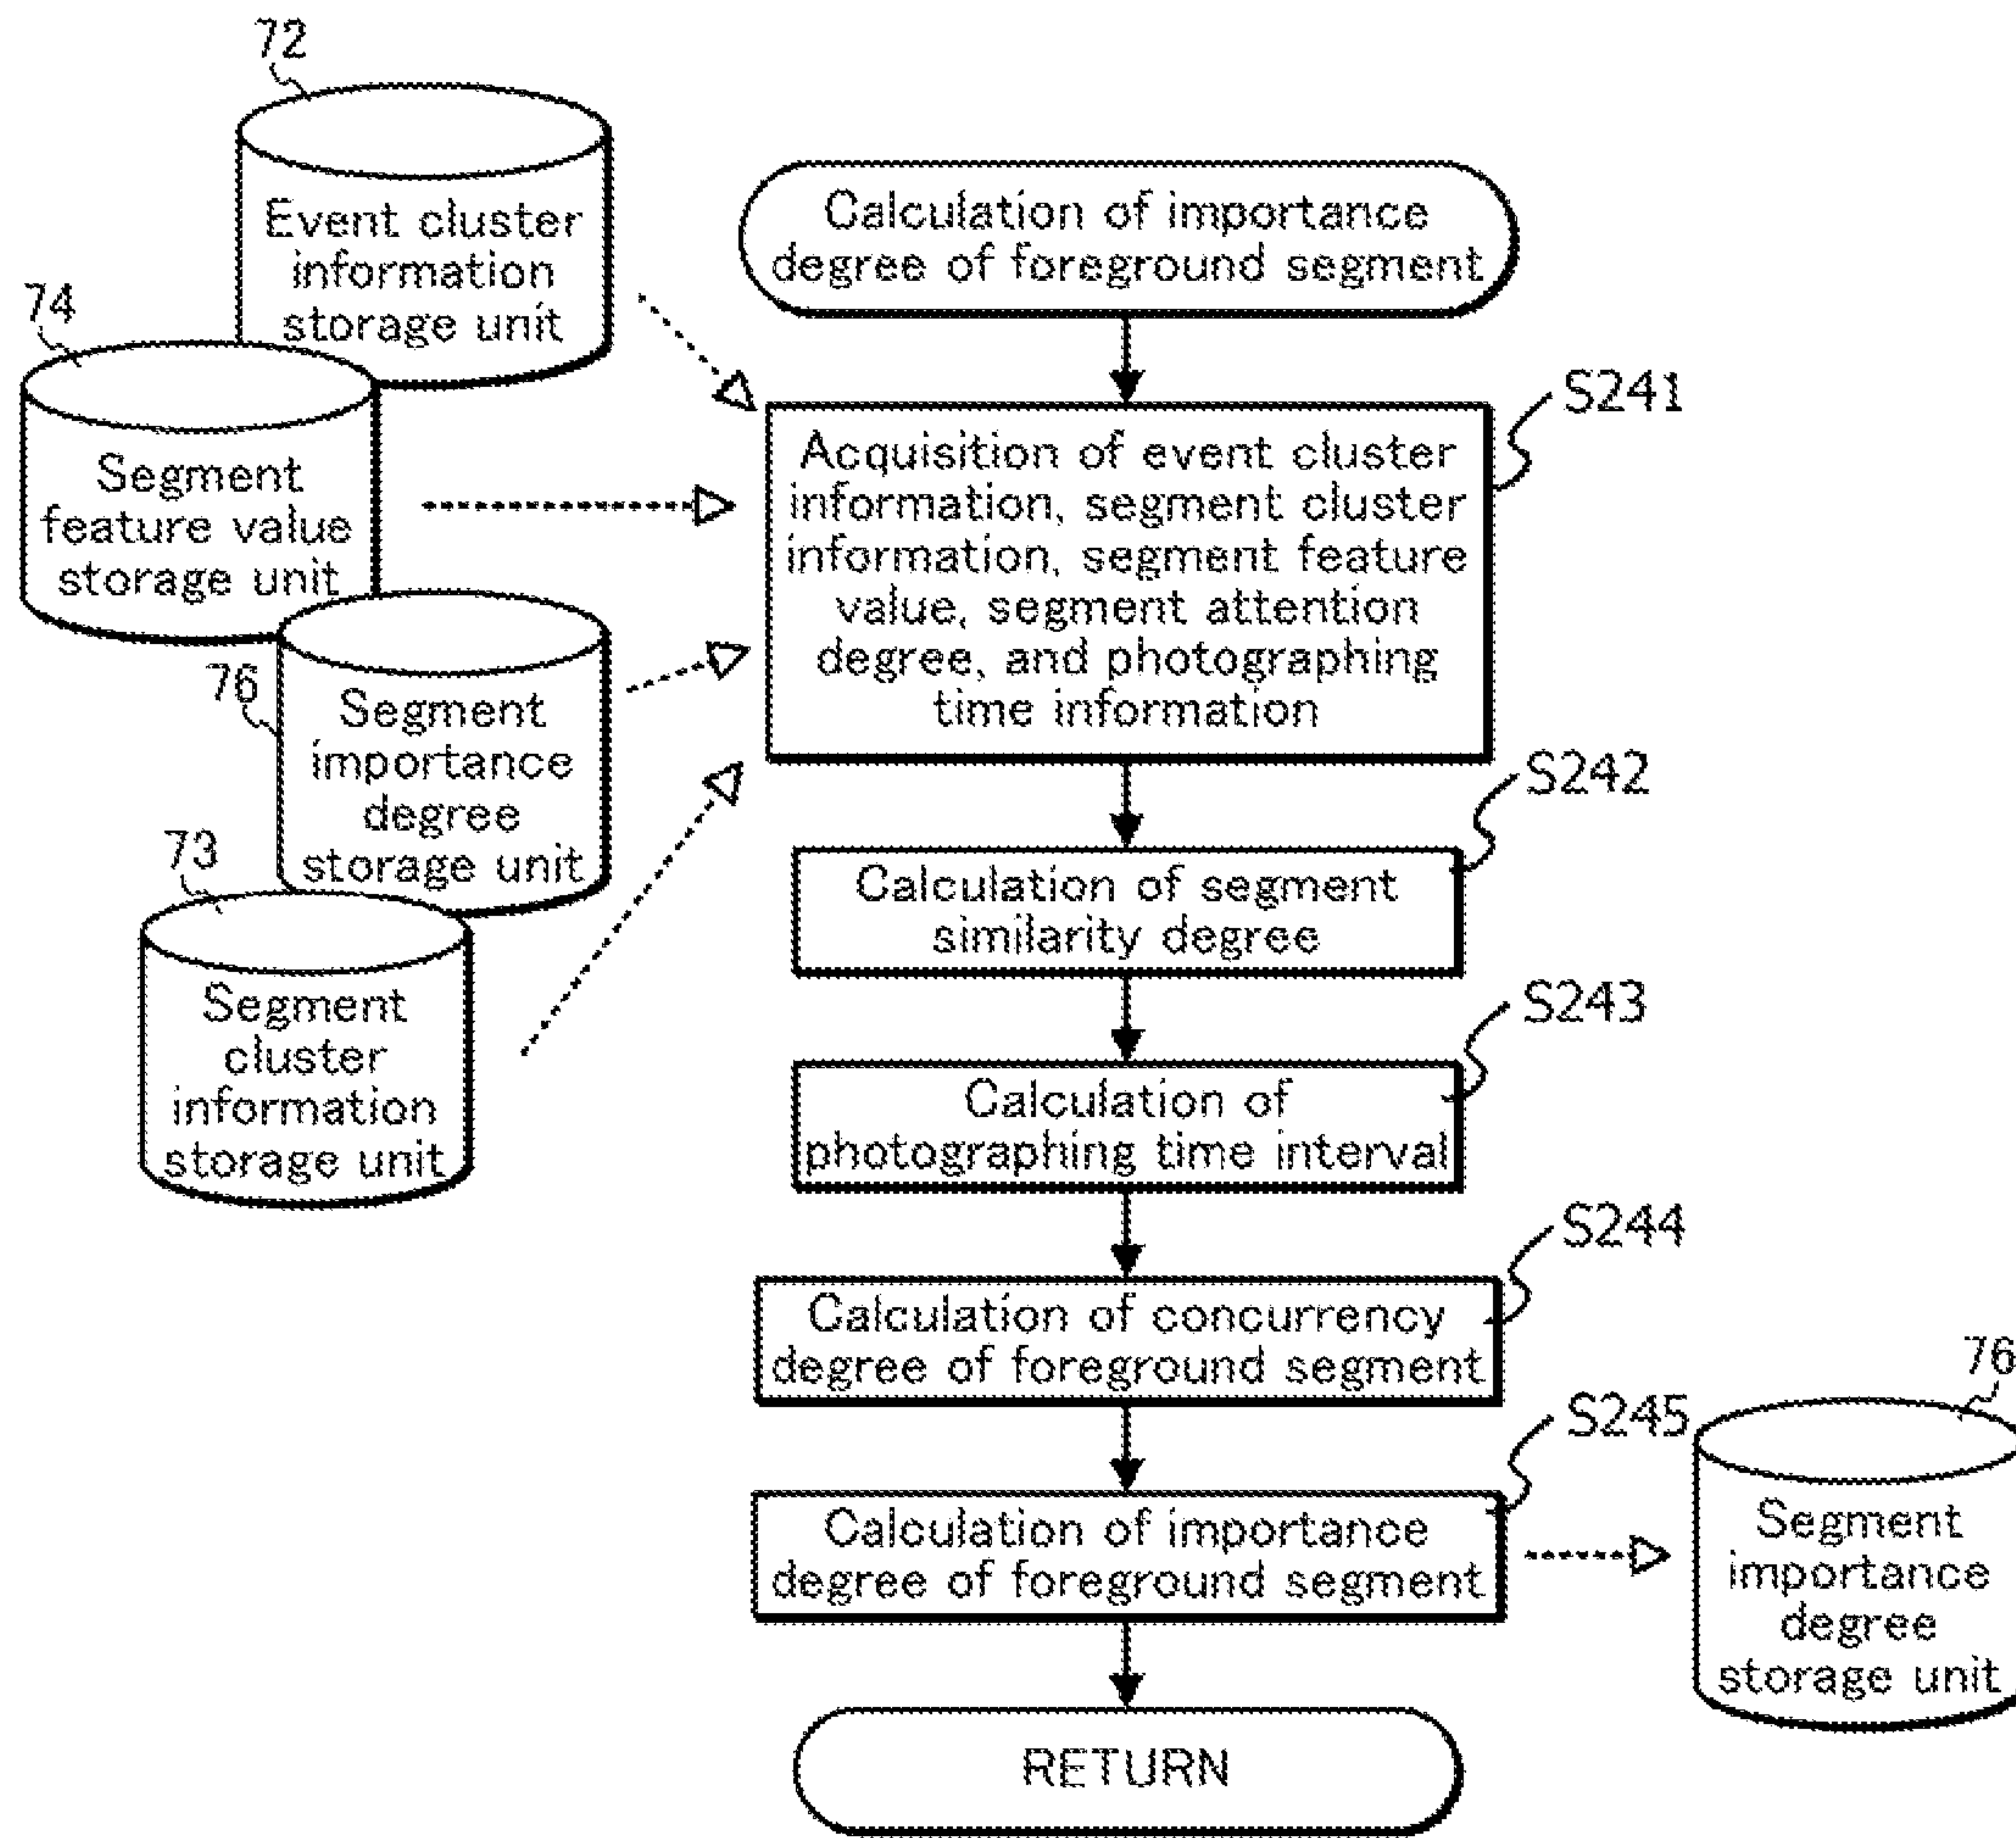 72
Event cluster
information
storage unit
74
Segment
feature value
storage unit
76
Segment
importance
degree
storage unit
73
Segment
cluster
information
storage unit
Calculation of importance
degree of foreground segment
S241
Acquisition of event cluster
information, segment cluster
information, segment feature
value, segment attention
degree, and photographing
time information
S242
Calculation of segment
similarity degree
S243
Calculation of
photographing time interval
S244
Calculation of concurrency
degree of foreground segment
S245
Calculation of importance
degree of foreground segment
76
Segment
importance
degree
storage unit
RETURN